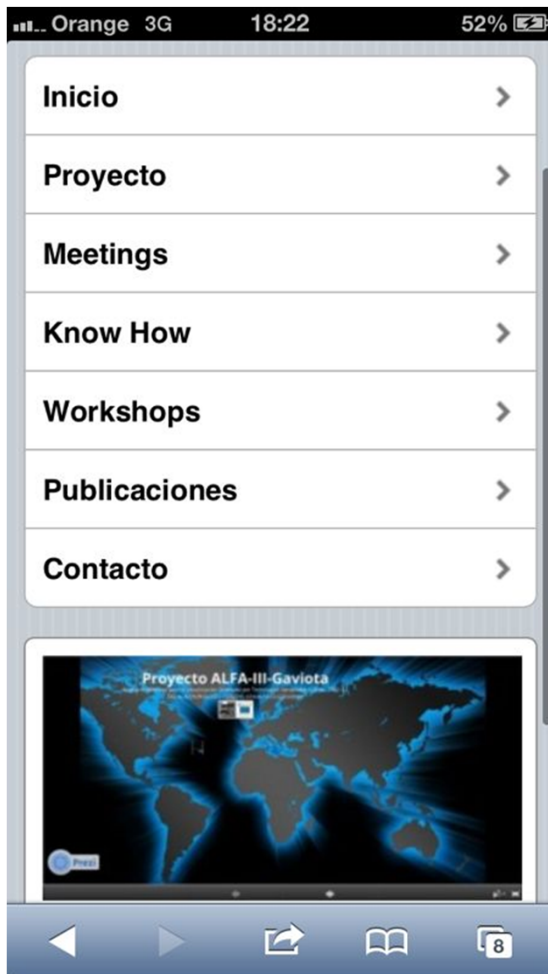 Orange 3G 18:22 52%
Inicio
Proyecto
Meetings
Know How
Workshops
Publicaciones
Contacto
Proyecto ALFA-III-Gaviota
Prezi
8